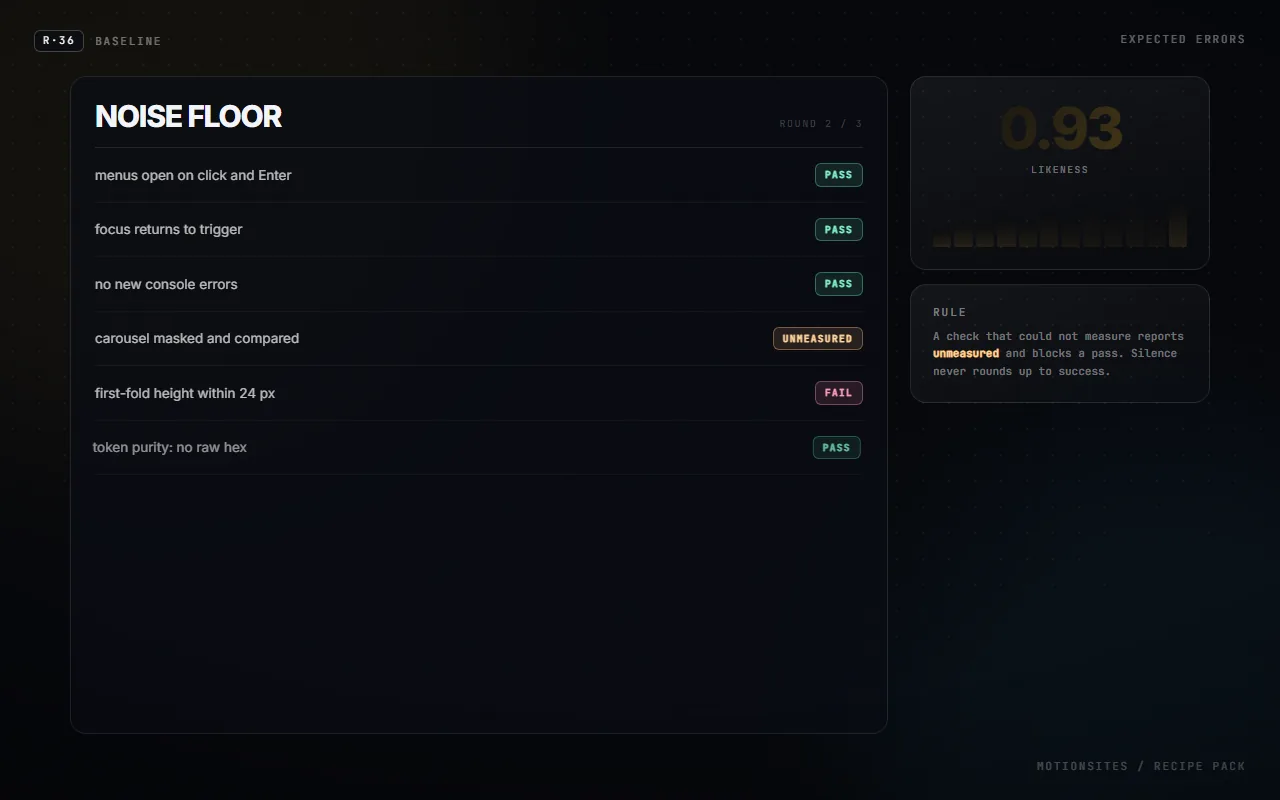 R·36 BASELINE
EXPECTED ERRORS
NOISE FLOOR
ROUND 2 / 3
menus open on click and Enter PASS
focus returns to trigger PASS
no new console errors PASS
carousel masked and compared UNMEASURED
first-fold height within 24 px FAIL
token purity: no raw hex PASS
0.93
LIKENESS
RULE
A check that could not measure reports
unmeasured and blocks a pass. Silence
never rounds up to success.
MOTIONSITES / RECIPE PACK